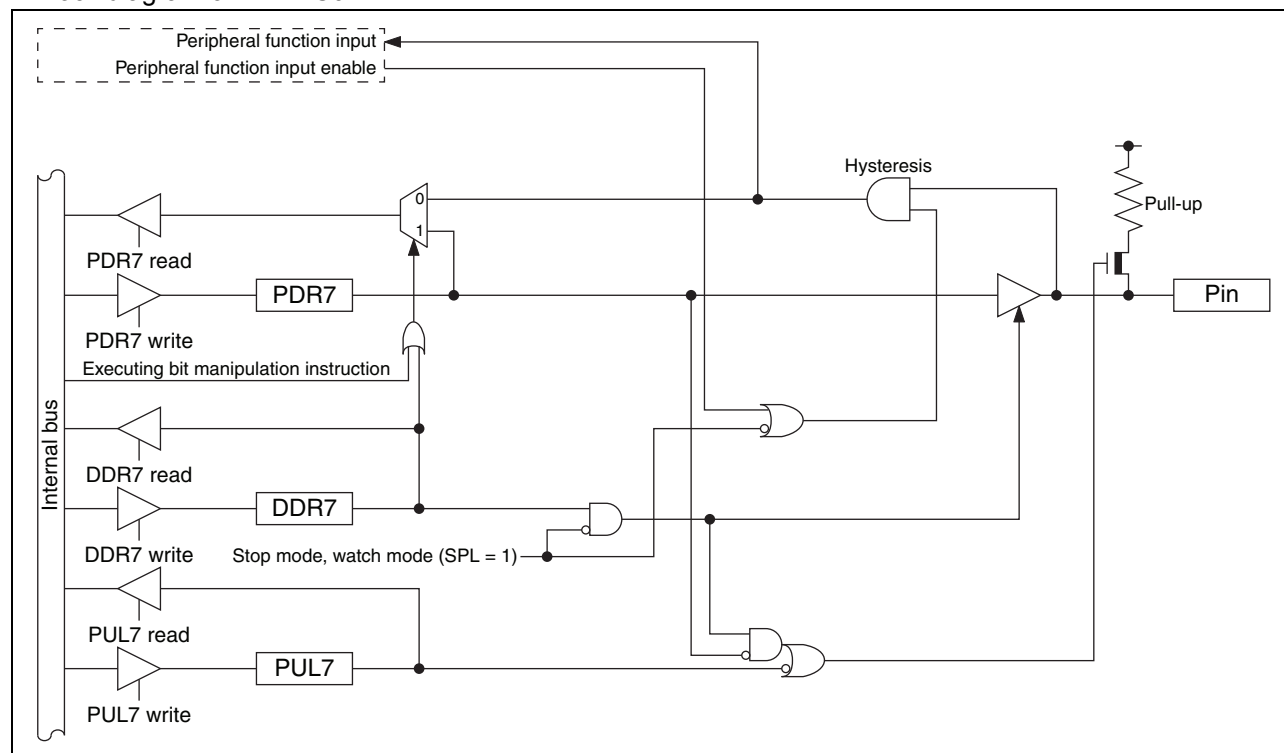 Peripheral function input
Peripheral function input enable
Hysteresis
0
Pull-up
1
PDR7 read
PDR7
Pin
PDR7 write
Executing bit manipulation instruction
Internal bus
DDR7 read
DDR7
DDR7 write
Stop mode, watch mode (SPL = 1)
PUL7 read
PUL7
PUL7 write